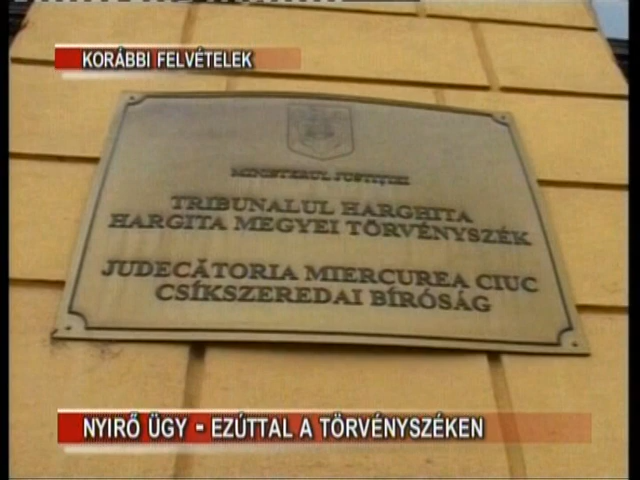 KORÁBBI FELVÉTELEK
MINISTERUL JUSTIȚIEI
TRIBUNALUL HARGHITA
HARGITA MEGYEI TÖRVÉNYSZÉK
JUDECĂTORIA MIERCUREA CIUC
CSÍKSZEREDAI BÍRÓSÁG
NYIRŐ ÜGY - EZÚTTAL A TÖRVÉNYSZÉKEN